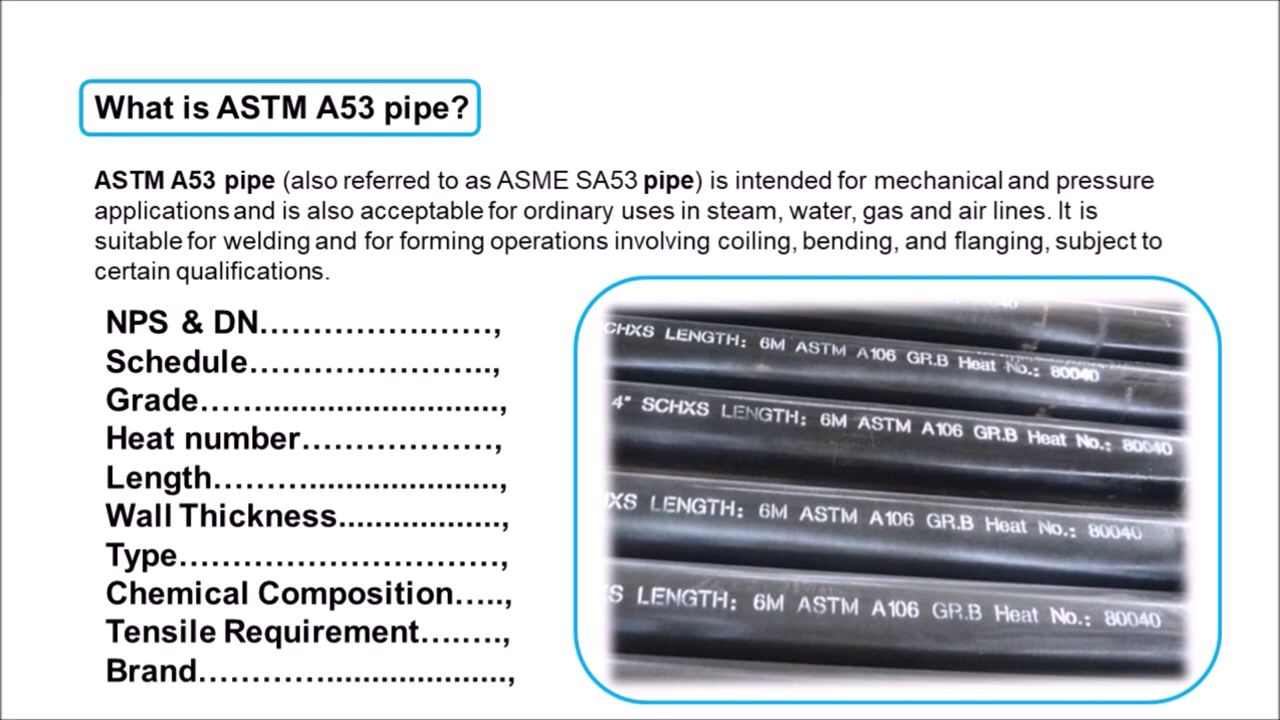 What is ASTM A53 pipe?
ASTM A53 pipe (also referred to as ASME SA53 pipe) is intended for mechanical and pressure
applications and is also acceptable for ordinary uses in steam, water, gas and air lines. It is
suitable for welding and for forming operations involving coiling, bending, and flanging, subject to
certain qualifications.
NPS & DN……………….…,
Schedule…………………..,
Grade……..........................,
Heat number………………,
Length………......................,
Wall Thickness..................,
Type…………………………,
Chemical Composition…..,
Tensile Requirement……..,
Brand…………....................,
CHXS LENGTH: 6M ASTM A106 GR.B Heat No.: 80040
4" SCHXS LENGTH: 6M ASTM A106 GR.B Heat No.: 80040
XS LENGTH: 6M ASTM A106 GR.B Heat No.: 80040
S LENGTH: 6M ASTM A106 GR.B Heat No.: 80040